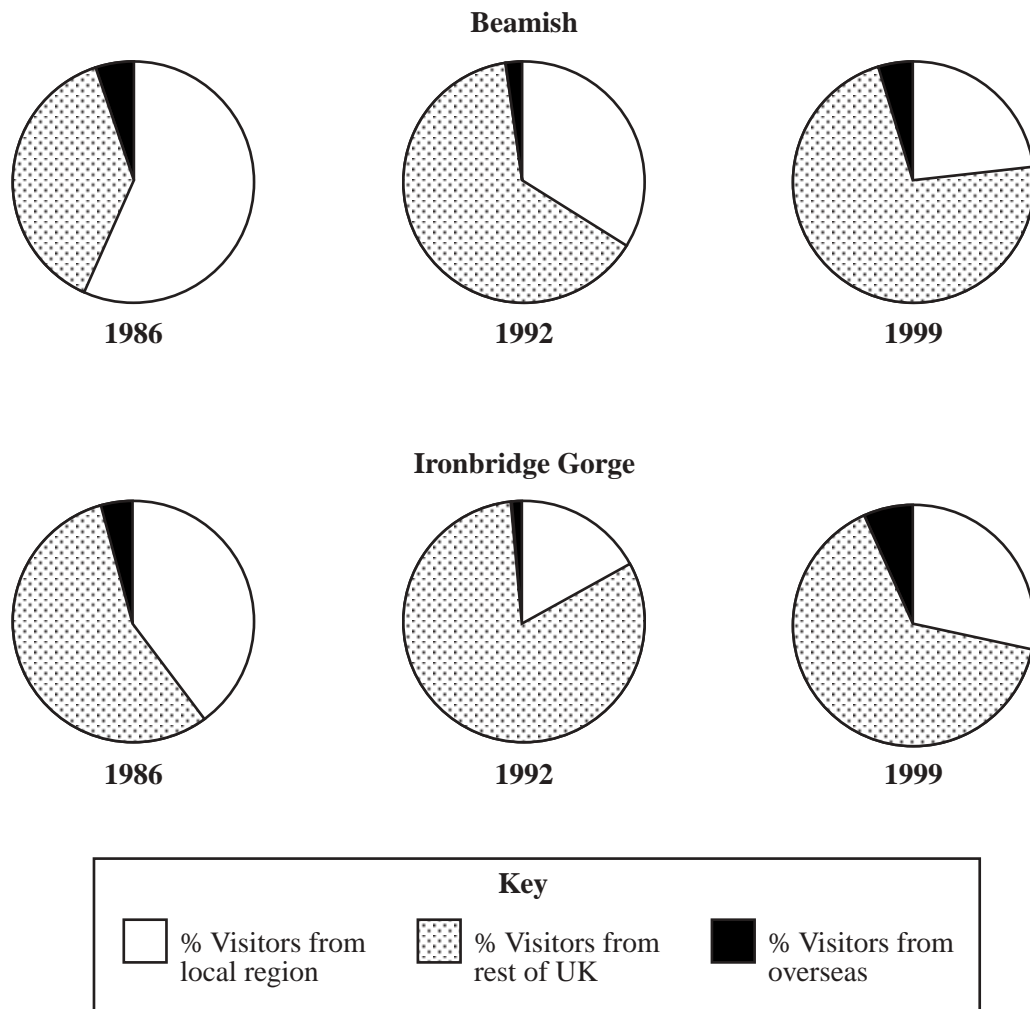 Beamish
1986
1992
1999
Ironbridge Gorge
1986
1992
1999
Key
% Visitors from
local region
% Visitors from
rest of UK
% Visitors from
overseas